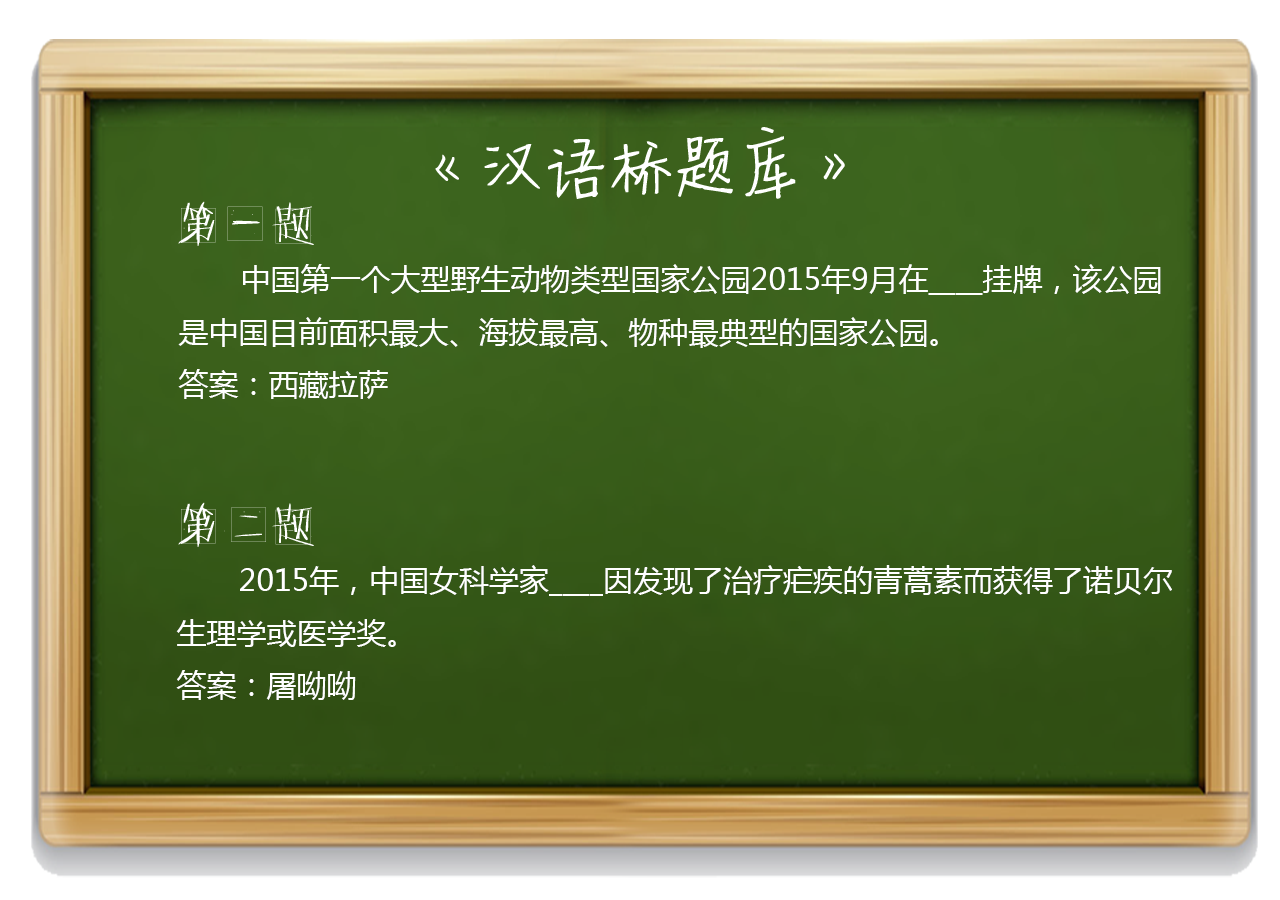 《汉语桥题库》
第一题
中国第一个大型野生动物类型国家公园2015年9月在____挂牌，该公园
是中国目前面积最大、海拔最高、物种最典型的国家公园。
答案：西藏拉萨
第二题
2015年，中国女科学家____因发现了治疗疟疾的青蒿素而获得了诺贝尔
生理学或医学奖。
答案：屠呦呦